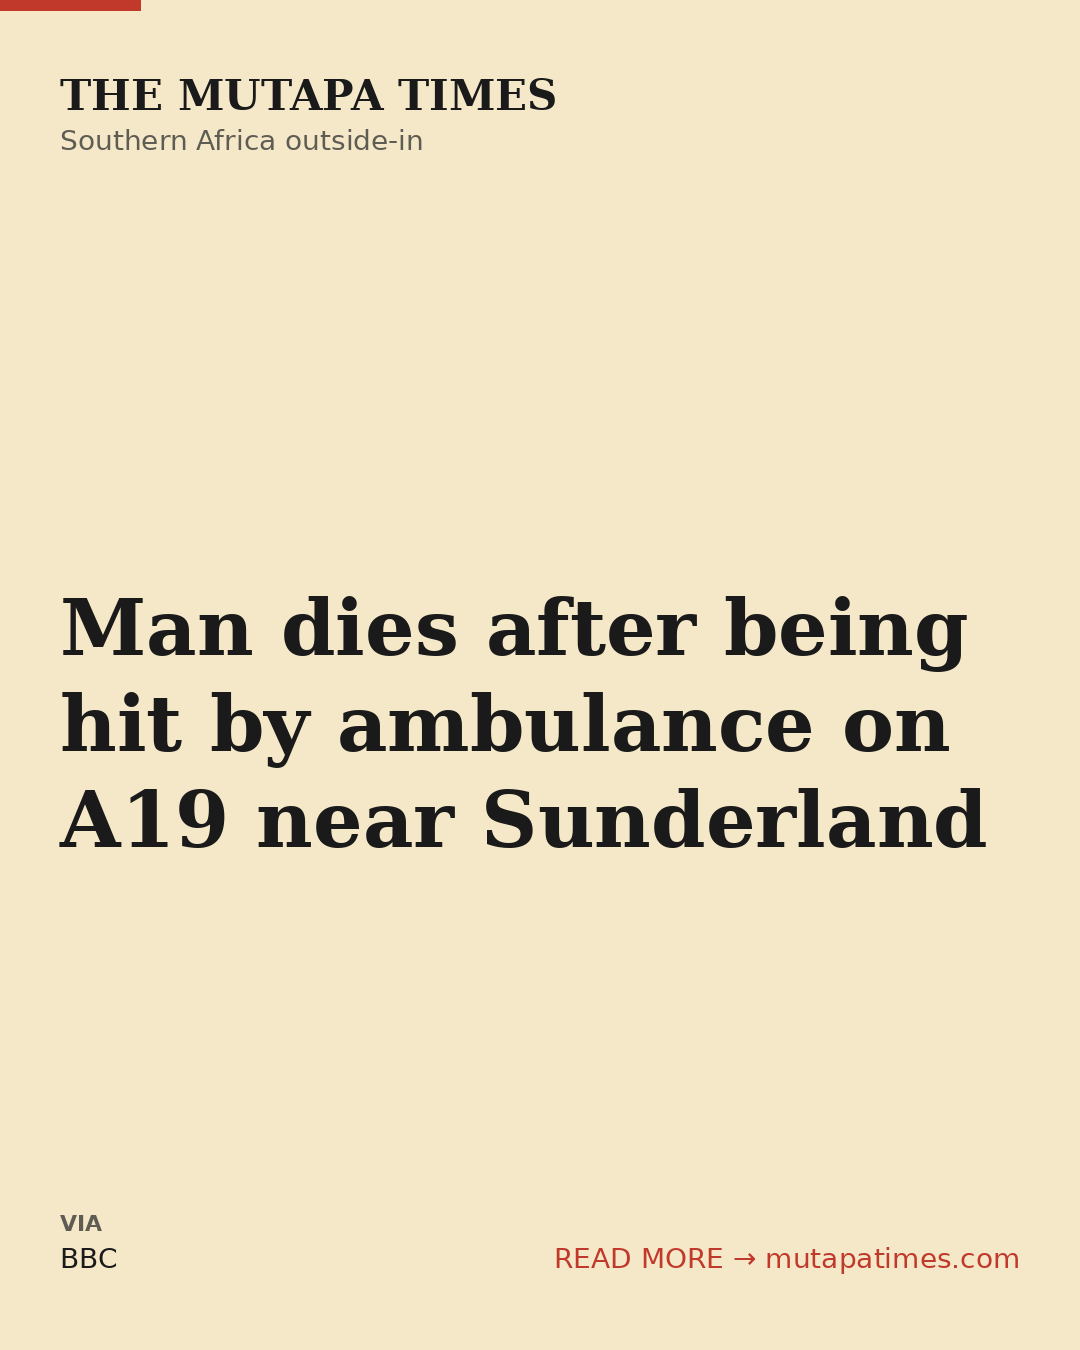 THE MUTAPA TIMES
Southern Africa outside-in
Man dies after being
hit by ambulance on
A19 near Sunderland
VIA
BBC
READ MORE → mutapatimes.com